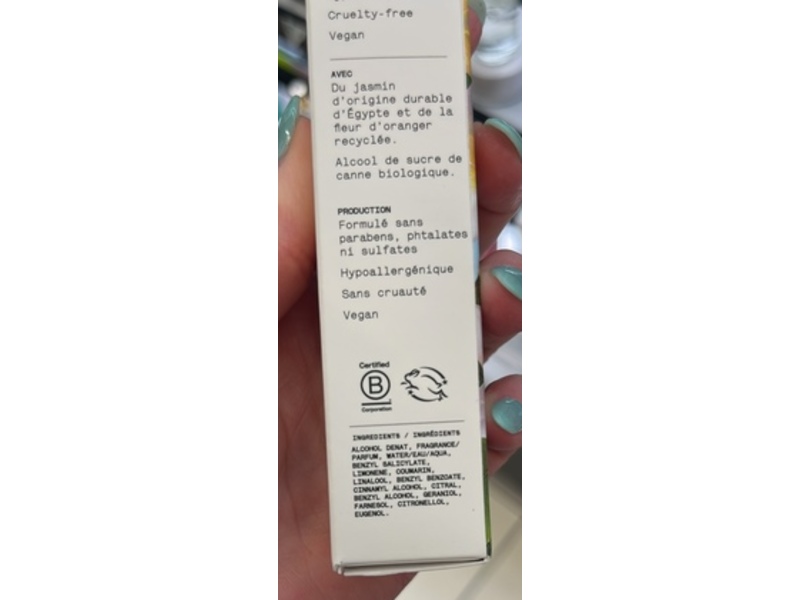 Cruelty-free
Vegan
AVEC
Du jasmin
d'origine durable
d'Égypte et de la
fleur d'oranger
recyclée.
Alcool de sucre de
canne biologique.
PRODUCTION
Formulé sans
parabens, phtalates
ni sulfates
Hypoallergénique
Sans cruauté
Vegan
Certified
B
Corporation
INGREDIENTS / INGRÉDIENTS
ALCOHOL DENAT, FRAGRANCE/
PARFUM, WATER/EAU/AQUA,
BENZYL SALICYLATE,
LIMONENE, COUMARIN,
LINALOOL, BENZYL BENZOATE,
CINNAMYL ALCOHOL, CITRAL,
BENZYL ALCOHOL, GERANIOL,
FARNESOL, CITRONELLOL,
EUGENOL.